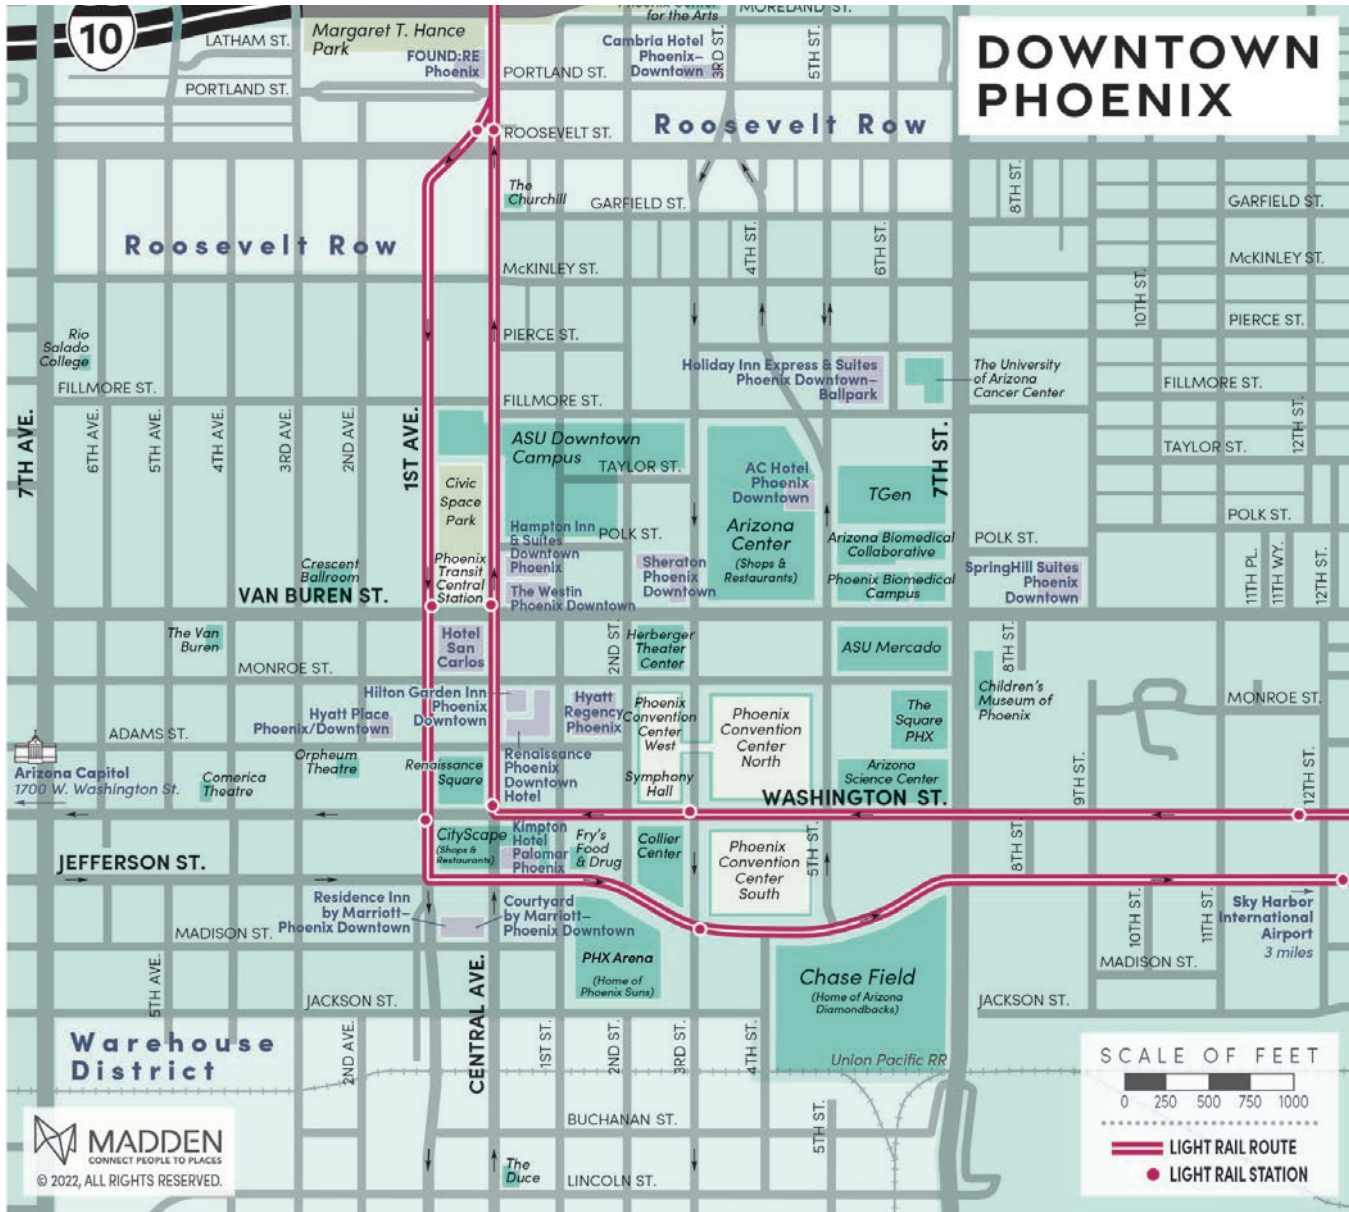 DOWNTOWN
PHOENIX
10
LATHAM ST.
Margaret T. Hance
Park
FOUND:RE
Phoenix
PORTLAND ST.
PORTLAND ST.
Phoenix Center
for the Arts
MORELAND ST.
Cambria Hotel
Phoenix–
Downtown
3RD ST.
5TH ST.
ROOSEVELT ST.
Roosevelt Row
The
Churchill
GARFIELD ST.
8TH ST.
GARFIELD ST.
Roosevelt Row
4TH ST.
6TH ST.
McKINLEY ST.
McKINLEY ST.
10TH ST.
PIERCE ST.
PIERCE ST.
Rio
Salado
College
Holiday Inn Express & Suites
Phoenix Downtown–
Ballpark
The University
of Arizona
Cancer Center
FILLMORE ST.
FILLMORE ST.
FILLMORE ST.
7TH AVE.
6TH AVE.
5TH AVE.
4TH AVE.
3RD AVE.
2ND AVE.
1ST AVE.
ASU Downtown
Campus
TAYLOR ST.
7TH ST.
TAYLOR ST.
12TH ST.
Civic
Space
Park
AC Hotel
Phoenix
Downtown
TGen
Arizona
Center
(Shops &
Restaurants)
POLK ST.
POLK ST.
POLK ST.
Hampton Inn
& Suites
Downtown
Phoenix
Arizona Biomedical
Collaborative
Phoenix
Transit
Central
Station
Sheraton
Phoenix
Downtown
Phoenix Biomedical
Campus
SpringHill Suites
Phoenix
Downtown
11TH PL.
11TH WY.
12TH ST.
Crescent
Ballroom
The Westin
Phoenix Downtown
VAN BUREN ST.
The Van
Buren
Hotel
San
Carlos
2ND ST.
Herberger
Theater
Center
ASU Mercado
8TH ST.
MONROE ST.
MONROE ST.
Children's
Museum of
Phoenix
Hilton Garden Inn
Phoenix
Downtown
Hyatt
Regency
Phoenix
Phoenix
Convention
Center
West
Phoenix
Convention
Center
North
The
Square
PHX
Hyatt Place
Phoenix/Downtown
ADAMS ST.
Arizona Capitol
1700 W. Washington St.
Orpheum
Theatre
Comerica
Theatre
Renaissance
Square
Renaissance
Phoenix
Downtown
Hotel
Symphony
Hall
Arizona
Science Center
9TH ST.
12TH ST.
WASHINGTON ST.
CityScape
(Shops &
Restaurants)
Kimpton
Hotel
Palomar
Phoenix
Fry's
Food
& Drug
Collier
Center
Phoenix
Convention
Center
South
5TH ST.
8TH ST.
JEFFERSON ST.
Residence Inn
by Marriott–
Phoenix Downtown
Courtyard
by Marriott–
Phoenix Downtown
Sky Harbor
International
Airport
3 miles
10TH ST.
11TH ST.
MADISON ST.
MADISON ST.
5TH AVE.
PHX Arena
(Home of
Phoenix Suns)
Chase Field
(Home of Arizona
Diamondbacks)
CENTRAL AVE.
JACKSON ST.
JACKSON ST.
Warehouse
District
2ND AVE.
1ST ST.
2ND ST.
3RD ST.
4TH ST.
Union Pacific RR
BUCHANAN ST.
5TH ST.
The
Duce
LINCOLN ST.
MADDEN
CONNECT PEOPLE TO PLACES
© 2022, ALL RIGHTS RESERVED.
SCALE OF FEET
0 250 500 750 1000
LIGHT RAIL ROUTE
LIGHT RAIL STATION